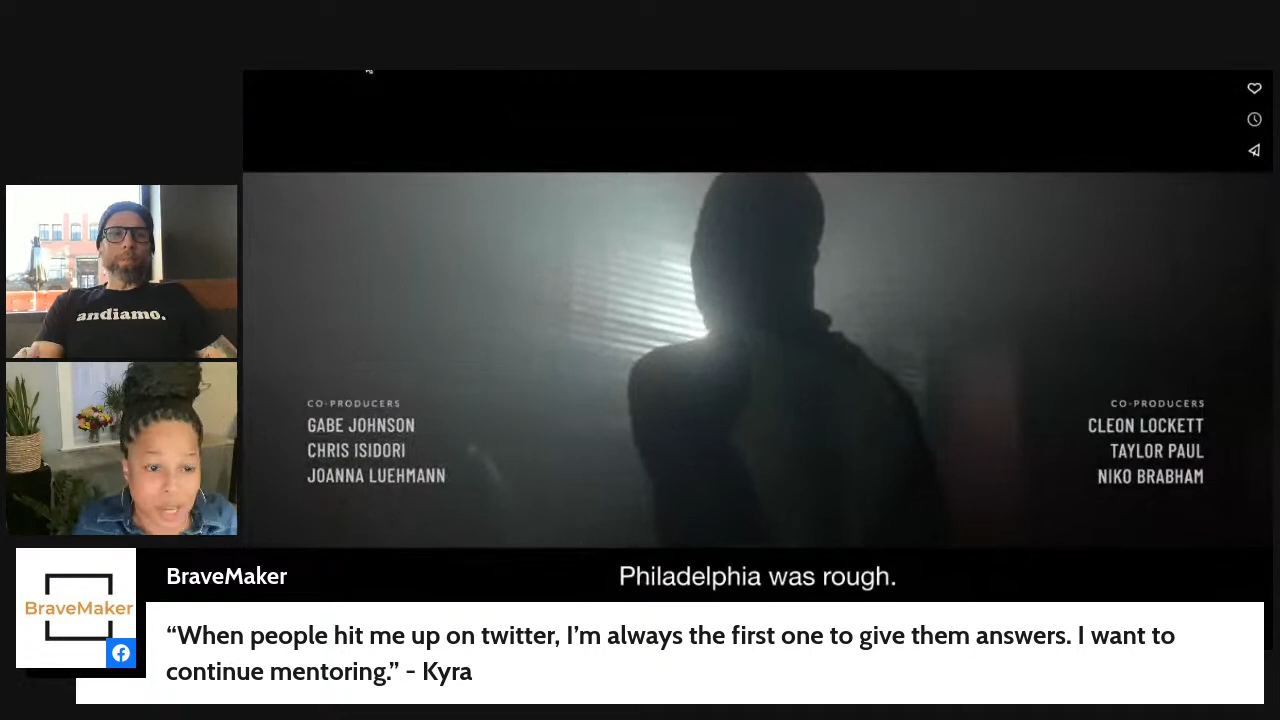 andiamo.
CO-PRODUCERS
GABE JOHNSON
CHRIS ISIDORI
JOANNA LUEHMANN
CO-PRODUCERS
CLEON LOCKETT
TAYLOR PAUL
NIKO BRABHAM
Philadelphia was rough.
BraveMaker
BraveMaker
“When people hit me up on twitter, I’m always the first one to give them answers. I want to
continue mentoring.” - Kyra